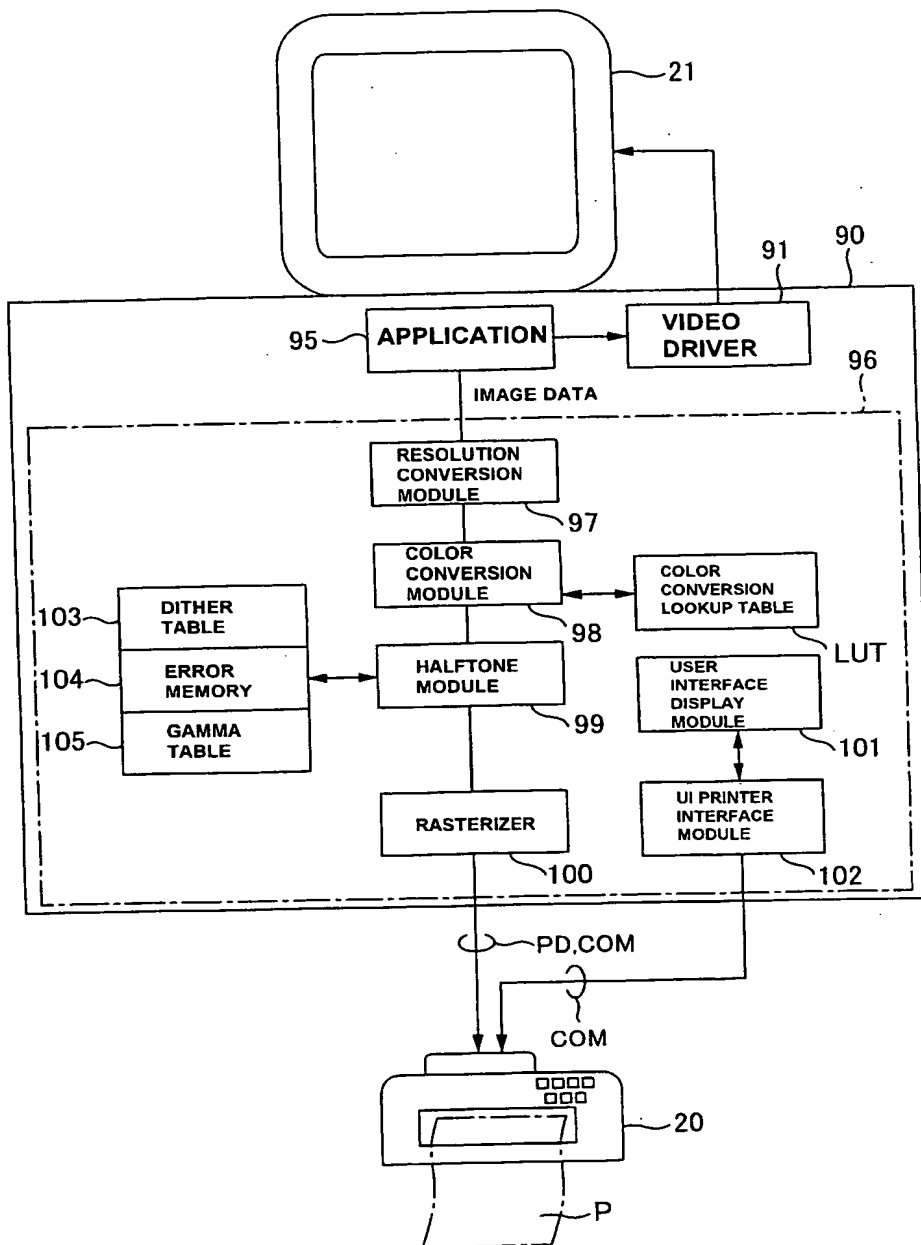 21
90
91
95
APPLICATION
VIDEO
DRIVER
96
IMAGE DATA
RESOLUTION
CONVERSION
MODULE
97
COLOR
CONVERSION
MODULE
98
COLOR
CONVERSION
LOOKUP TABLE
LUT
103
DITHER
TABLE
104
ERROR
MEMORY
105
GAMMA
TABLE
HALFTONE
MODULE
99
USER
INTERFACE
DISPLAY
MODULE
101
RASTERIZER
100
UI PRINTER
INTERFACE
MODULE
102
PD,COM
COM
20
P